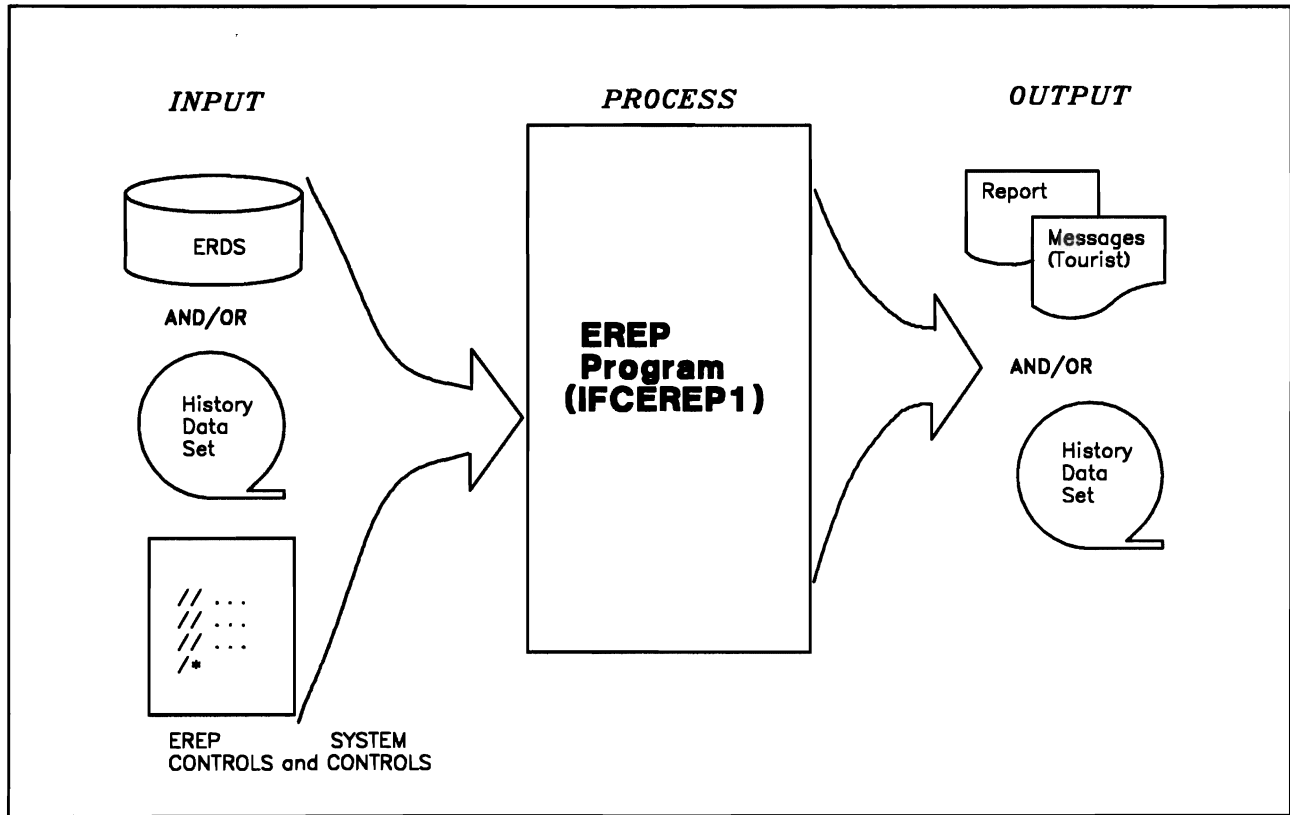 INPUT
ERDS
AND/OR
History
Data
Set
// ...
// ...
// ...
/*
EREP SYSTEM
CONTROLS and CONTROLS
PROCESS
EREP
Program
(IFCEREP1)
OUTPUT
Report
Messages
(Tourist)
AND/OR
History
Data
Set